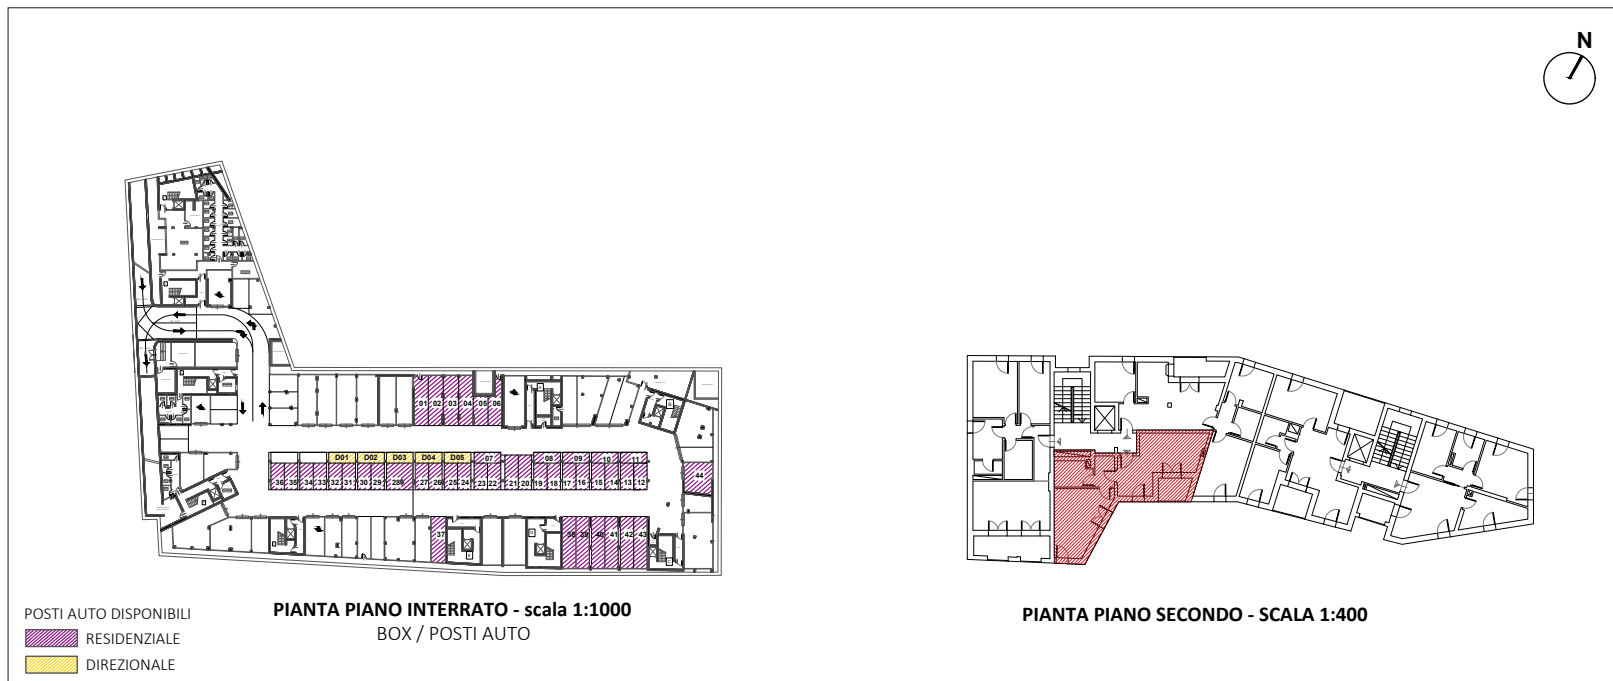 N
01 02 03 04 05 06
D01 D02 D03 D04 D05 07 08 09 10 11
36 35 34 33 32 31 30 29 28 27 26 25 24 23 22 21 20 19 18 17 16 15 14 13 12
44
37 38 39 40 41 42 43
PIANTA PIANO INTERRATO - scala 1:1000
BOX / POSTI AUTO
PIANTA PIANO SECONDO - SCALA 1:400
POSTI AUTO DISPONIBILI
RESIDENZIALE
DIREZIONALE